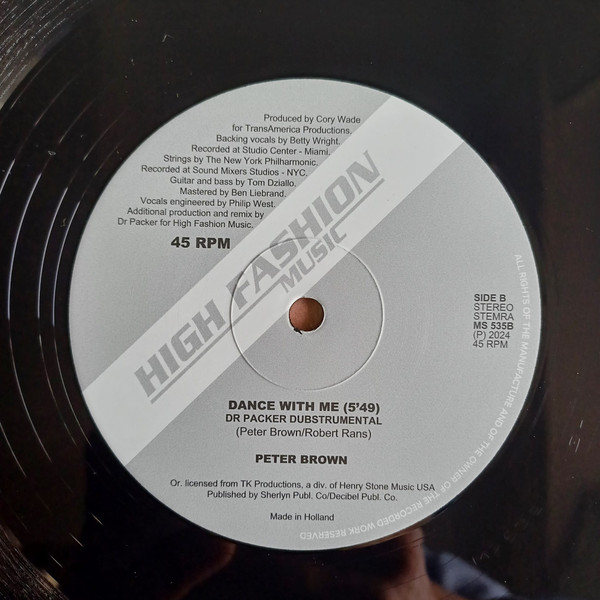 Produced by Cory Wade
for TransAmerica Productions.
Backing vocals by Betty Wright.
Recorded at Studio Center - Miami.
Strings by The New York Philharmonic.
Recorded at Sound Mixers Studios - NYC.
Guitar and bass by Tom Dziallo.
Mastered by Ben Liebrand.
Vocals engineered by Philip West.
Additional production and remix by
Dr Packer for High Fashion Music.
45 RPM
HIGH FASHION
MUSIC
SIDE B
STEREO
STEMRA
MS 535B
(P) 2024
45 RPM
DANCE WITH ME (5'49)
DR PACKER DUBSTRUMENTAL
(Peter Brown/Robert Rans)
PETER BROWN
Or. licensed from TK Productions, a div. of Henry Stone Music USA
Published by Sherlyn Publ. Co/Decibel Publ. Co.
Made in Holland
ALL RIGHTS OF THE MANUFACTURE AND OF THE OWNER OF THE RECORDED WORK RESERVED